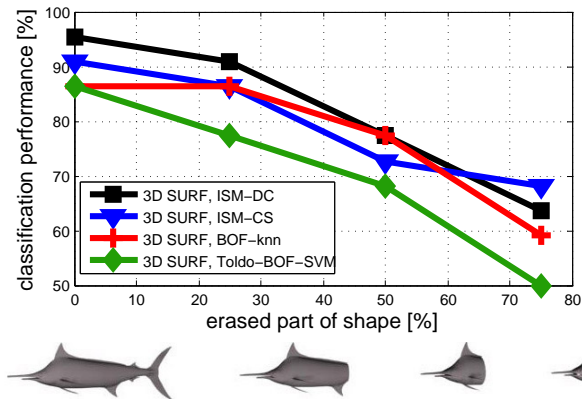 classification performance [%]
100
90
80
70
60
50
3D SURF, ISM-DC
3D SURF, ISM-CS
3D SURF, BOF-knn
3D SURF, Toldo-BOF-SVM
0 10 20 30 40 50 60 70 80
erased part of shape [%]